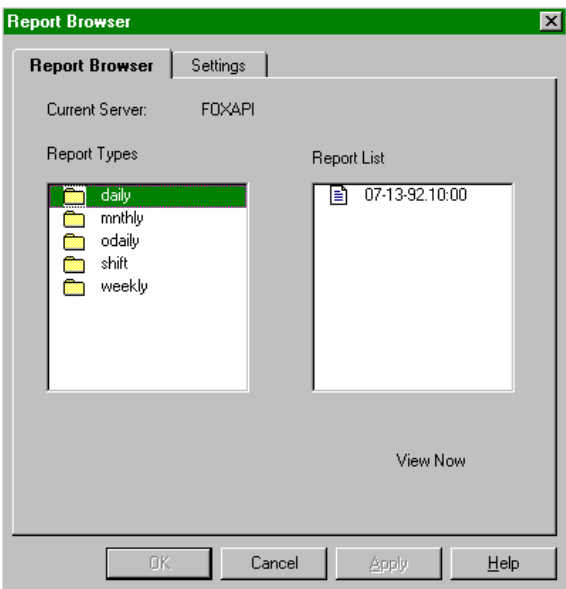 Report Browser
Report Browser Settings
Current Server: FOXAPI
Report Types
Report List
daily
mnthly
odaily
shift
weekly
07-13-92.10:00
View Now
OK Cancel Apply Help